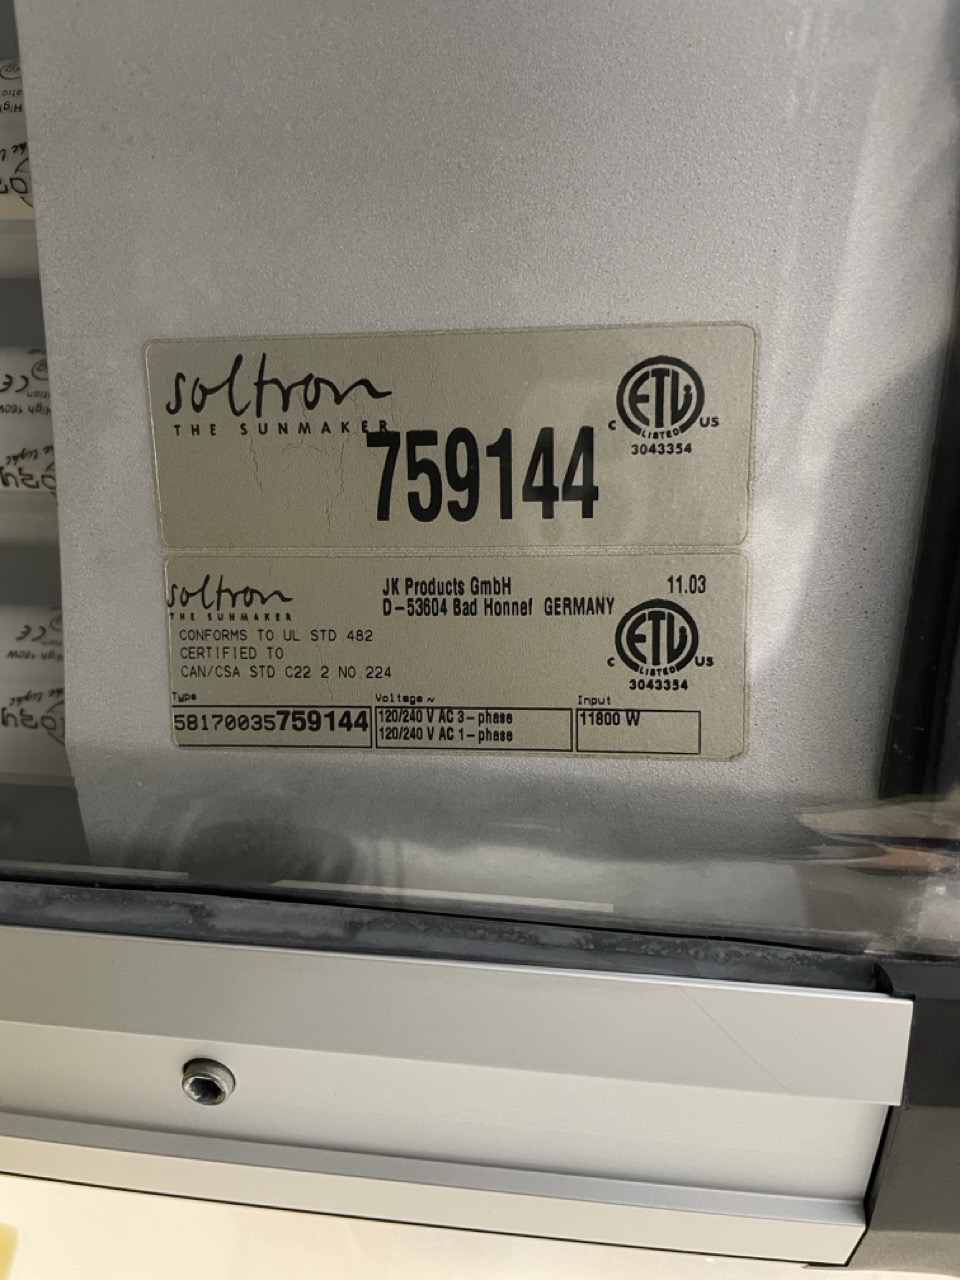 soltron
THE SUNMAKER
759144
ETL
C US
LISTED
3043354
soltron
THE SUNMAKER
JK Products GmbH
D-53604 Bad Honnef GERMANY
11.03
CONFORMS TO UL STD 482
CERTIFIED TO
CAN/CSA STD C22 2 NO.224
ETL
C US
LISTED
3043354
Type
58170035759144
Voltage ~
120/240 V AC 3-phase
120/240 V AC 1-phase
Input
11800 W